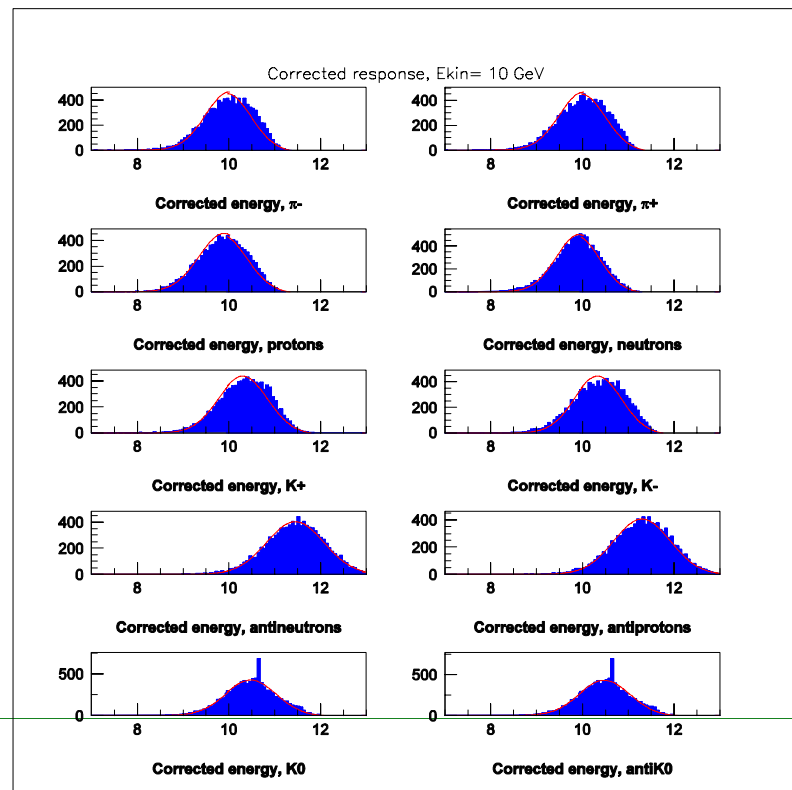 Corrected response, Ekin= 10 GeV
400
200
0
8 10 12
Corrected energy, π-
400
200
0
8 10 12
Corrected energy, π+
400
200
0
8 10 12
Corrected energy, protons
400
200
0
8 10 12
Corrected energy, neutrons
400
200
0
8 10 12
Corrected energy, K+
400
200
0
8 10 12
Corrected energy, K-
400
200
0
8 10 12
Corrected energy, antineutrons
400
200
0
8 10 12
Corrected energy, antiprotons
500
0
8 10 12
Corrected energy, K0
500
0
8 10 12
Corrected energy, antiK0